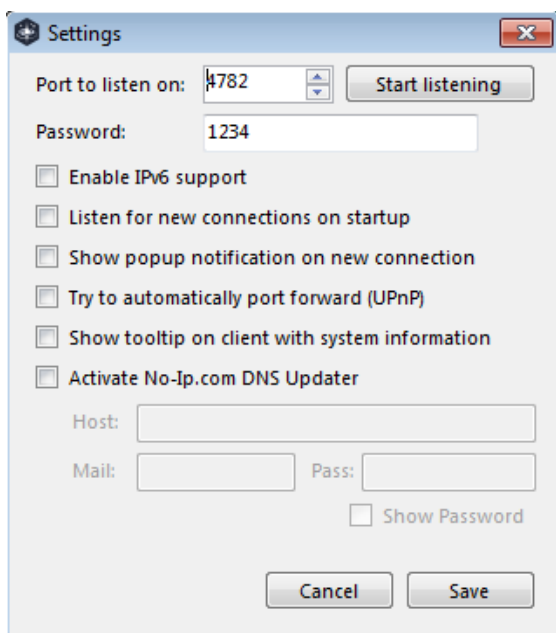 Settings
Port to listen on: 4782 Start listening
Password: 1234
Enable IPv6 support
Listen for new connections on startup
Show popup notification on new connection
Try to automatically port forward (UPnP)
Show tooltip on client with system information
Activate No-Ip.com DNS Updater
Host:
Mail: Pass:
Show Password
Cancel Save